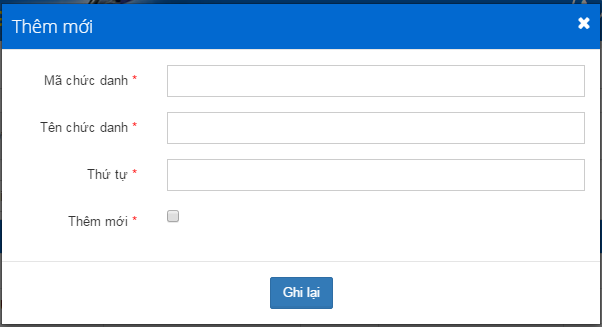 Thêm mới
Mã chức danh *
Tên chức danh *
Thứ tự *
Thêm mới *
Ghi lại